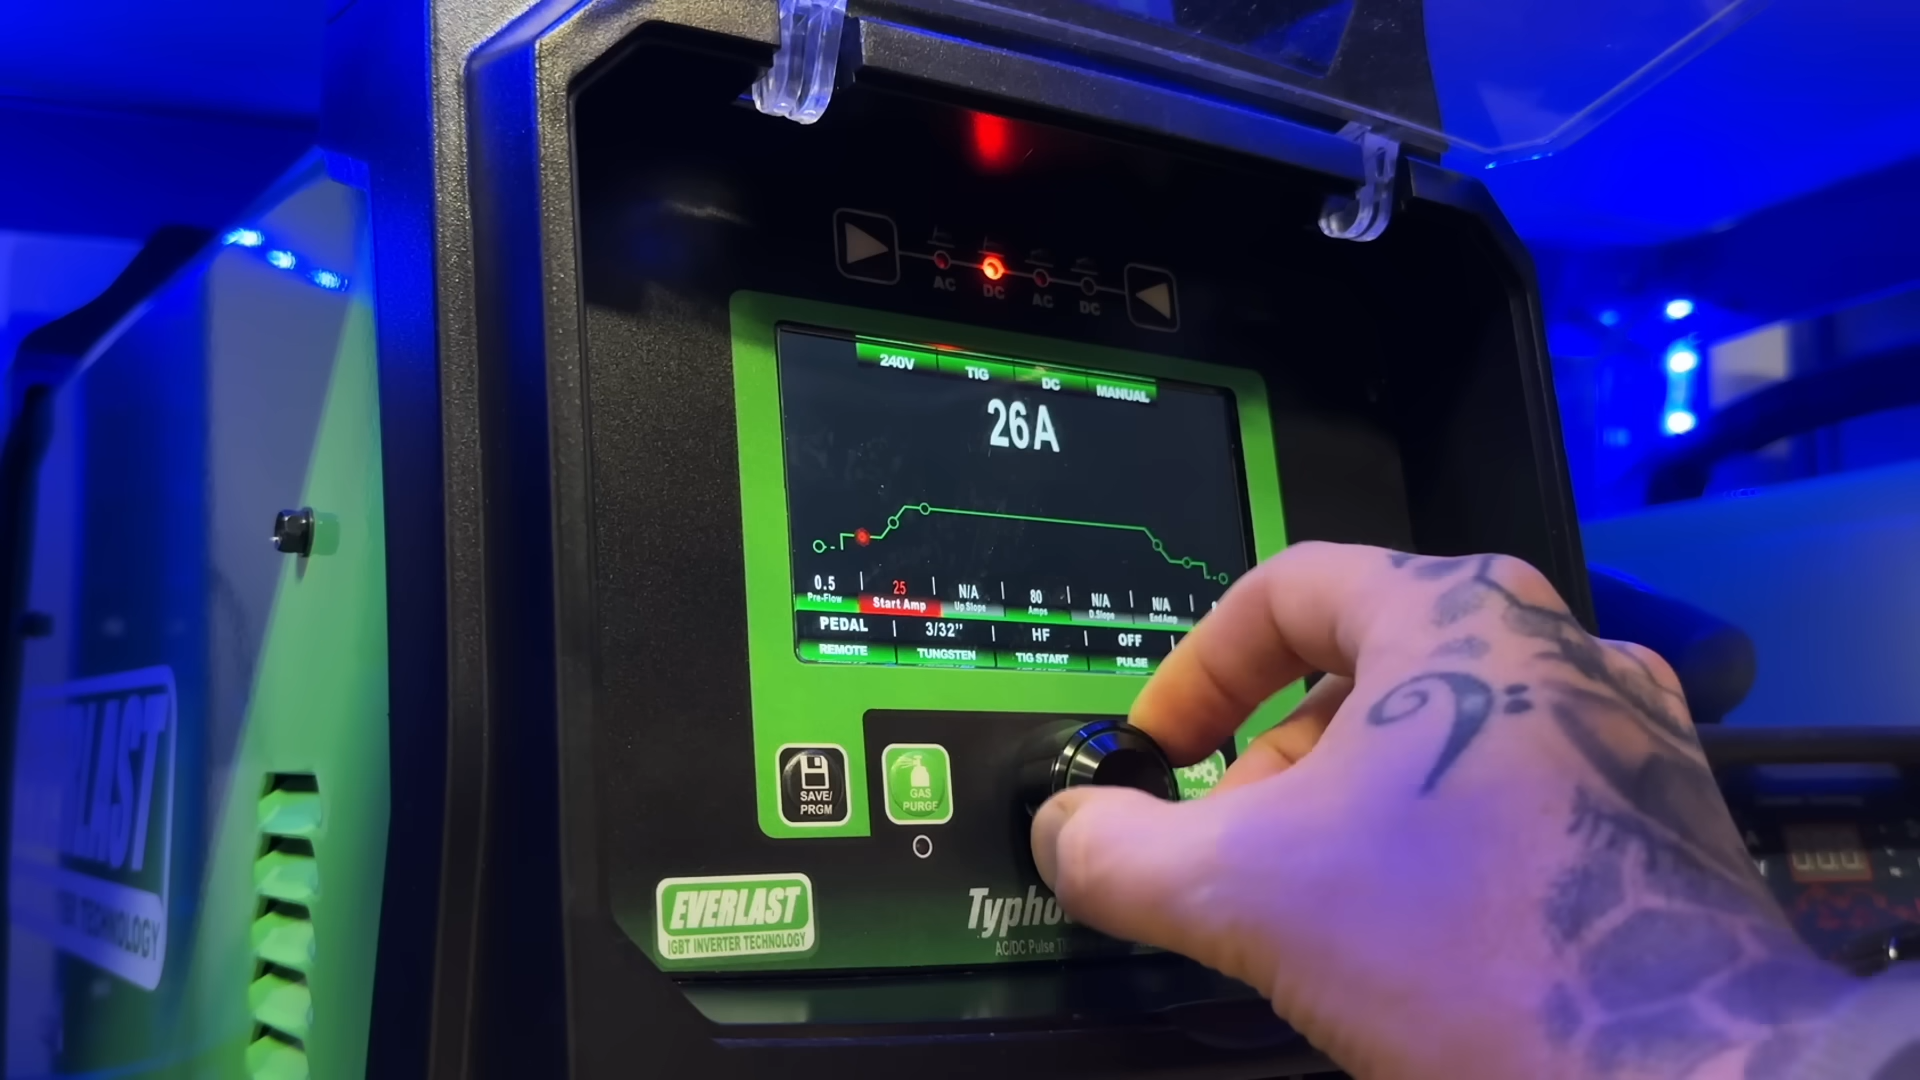 AC DC AC DC
240V TIG DC MANUAL
26A
0.5 25 N/A 80 N/A N/A
Pre-Flow Start Amp Up Slope Amps D.Slope End Amp
PEDAL 3/32" HF OFF
REMOTE TUNGSTEN TIG START PULSE
SAVE/
PRGM
GAS
PURGE
EVERLAST
IGBT INVERTER TECHNOLOGY
AC/DC Pulse
TECHNOLOGY